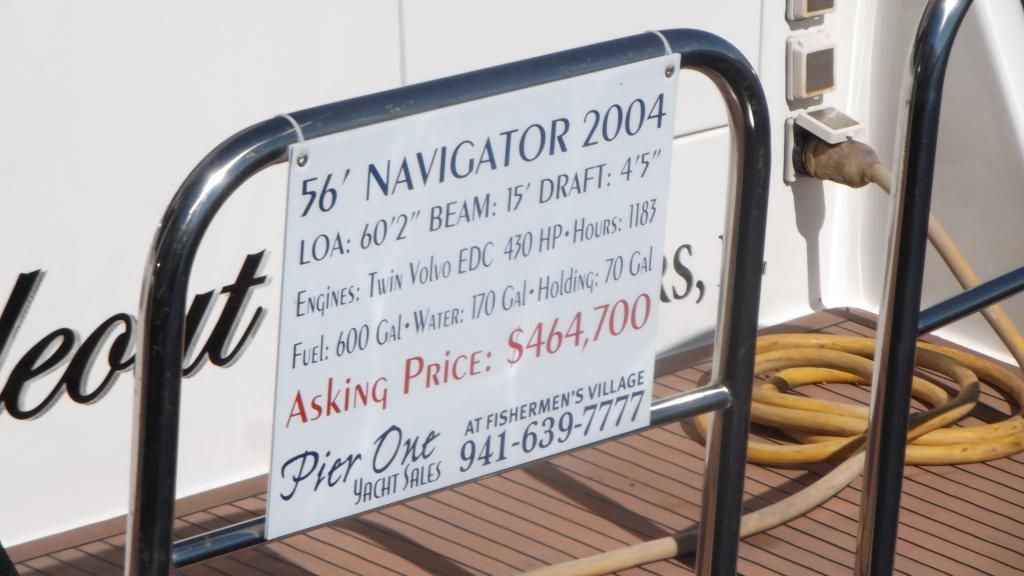 56' NAVIGATOR 2004
LOA: 60'2" BEAM: 15' DRAFT: 4'5"
ENGINES: TWIN VOLVO EDC 430 HP • HOURS: 1183
FUEL: 600 GAL • WATER: 170 GAL • HOLDING: 70 GAL
ASKING PRICE: $464,700
Pier One
YACHT SALES
AT FISHERMEN'S VILLAGE
941-639-7777